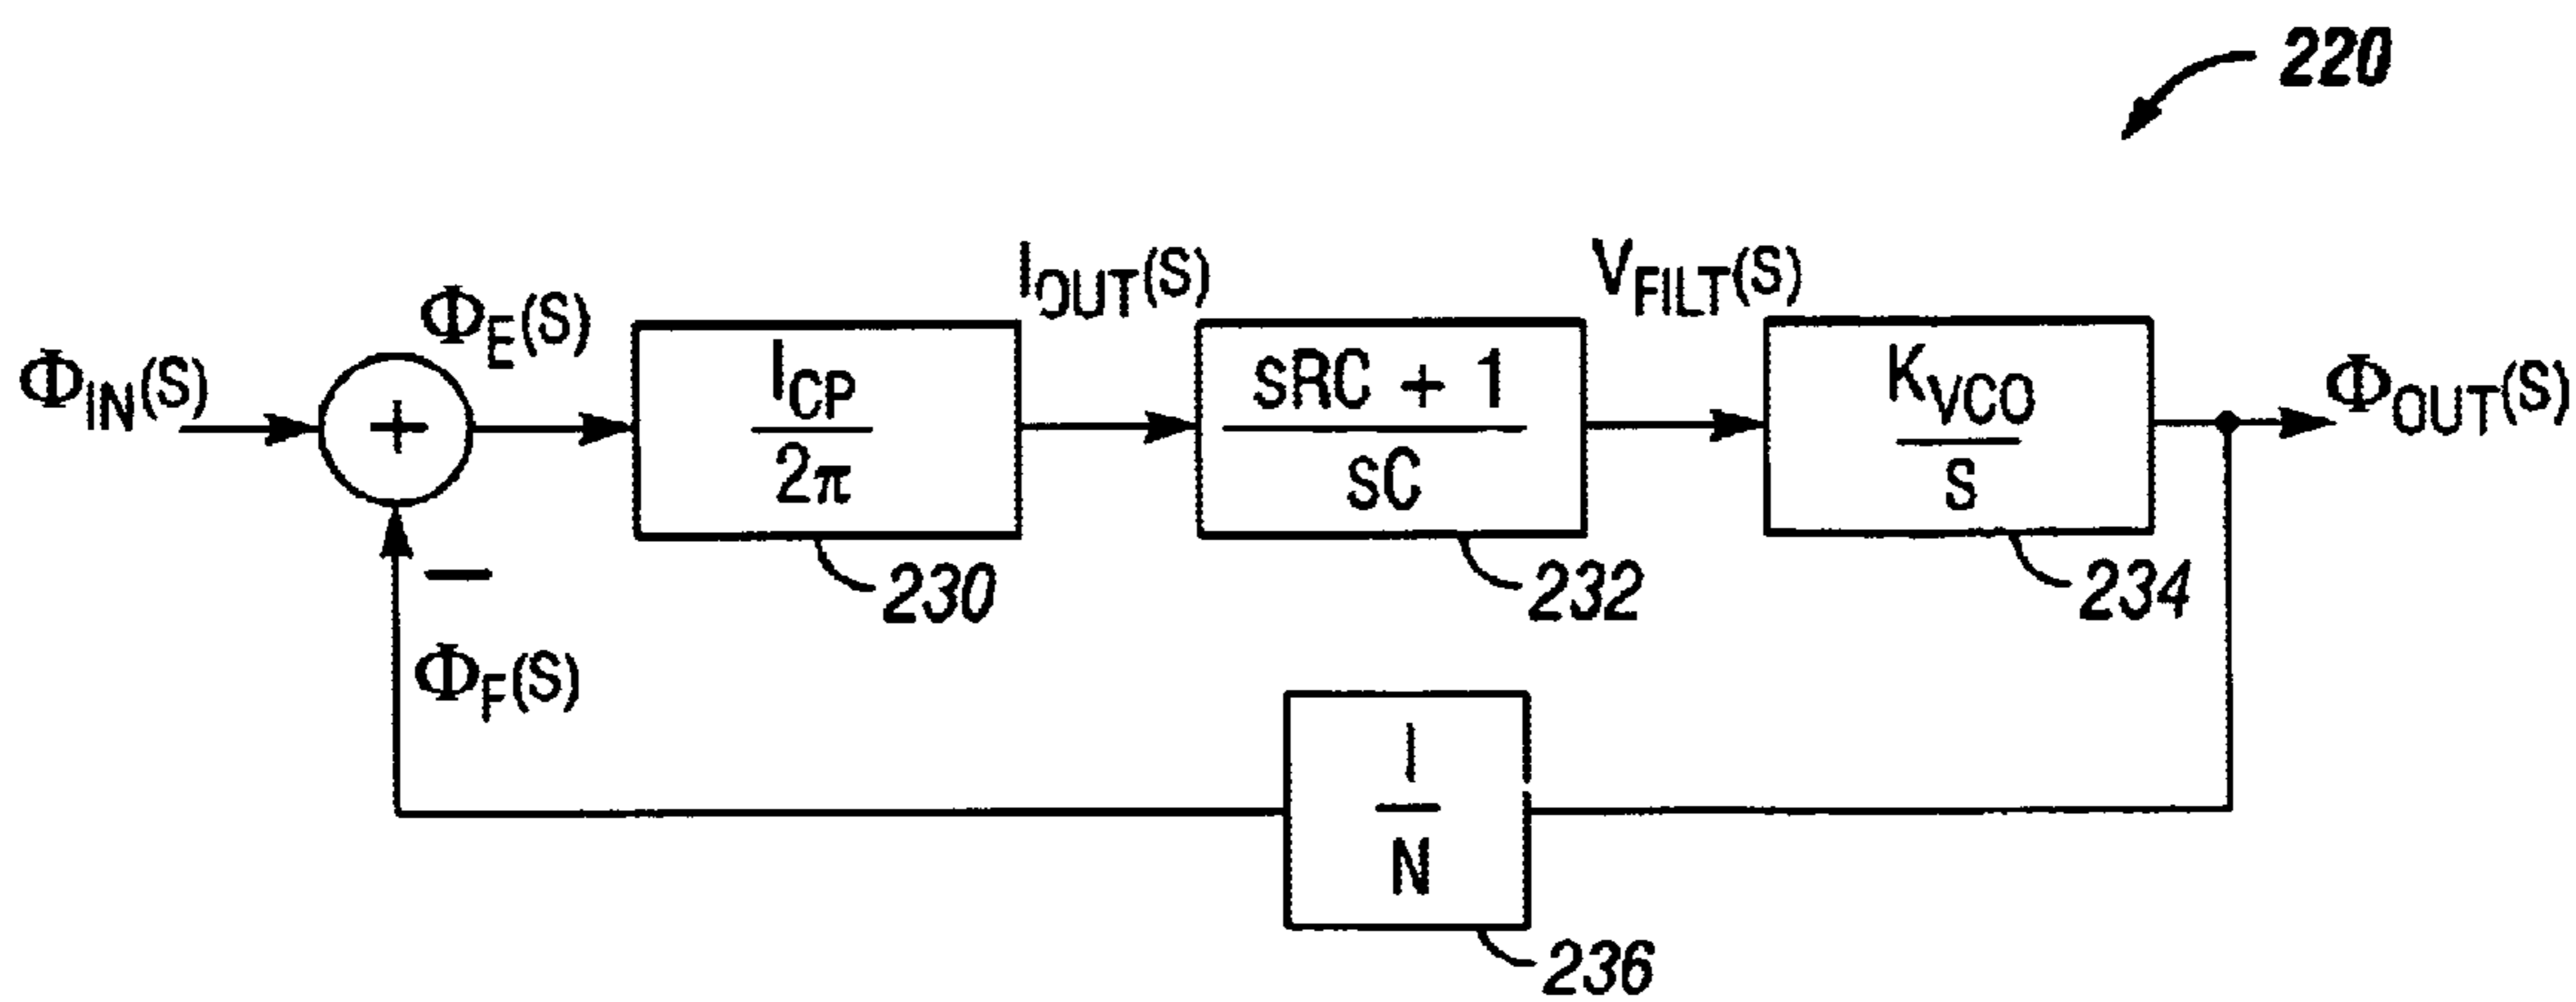 220
Φ_IN(S)
+
Φ_E(S)
I_CP
2π
230
I_OUT(S)
sRC + 1
sC
232
V_FILT(S)
K_VCO
s
234
Φ_OUT(S)
−
Φ_F(S)
1
N
236